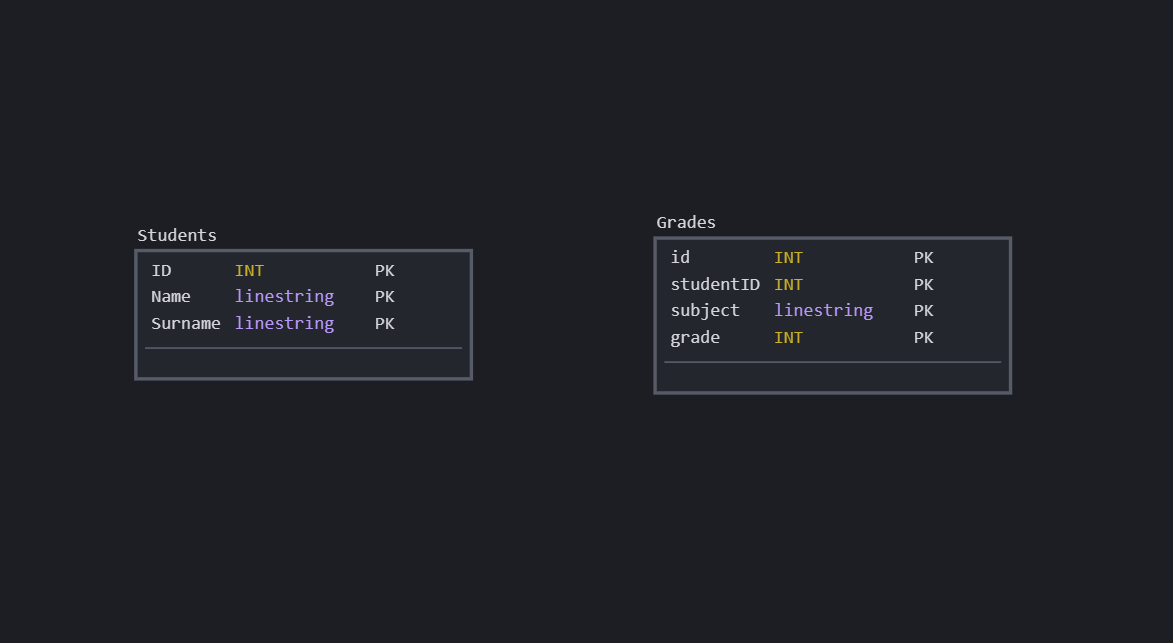 Students
ID INT PK
Name linestring PK
Surname linestring PK
Grades
id INT PK
studentID INT PK
subject linestring PK
grade INT PK